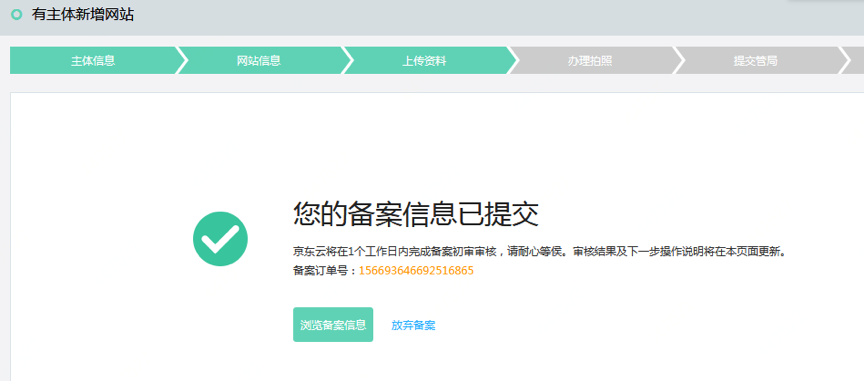 有主体新增网站
主体信息
网站信息
上传资料
办理拍照
提交管局
您的备案信息已提交
京东云将在1个工作日内完成备案初审审核，请耐心等侯。审核结果及下一步操作说明将在本页面更新。
备案订单号：156693646692516865
浏览备案信息
放弃备案